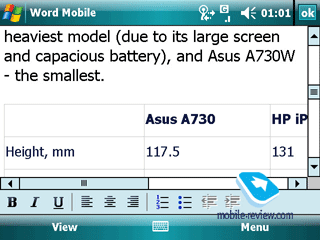 Word Mobile G 01:01 ok
heaviest model (due to its large screen
and capacious battery), and Asus A730W
- the smallest.
Asus A730 HP iP
Height, mm 117.5 131
B I U
mobile-review.com
View Menu